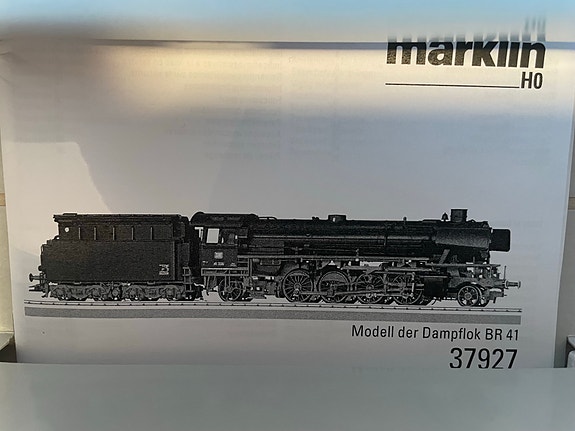 märklin
H0
Modell der Dampflok BR 41
37927